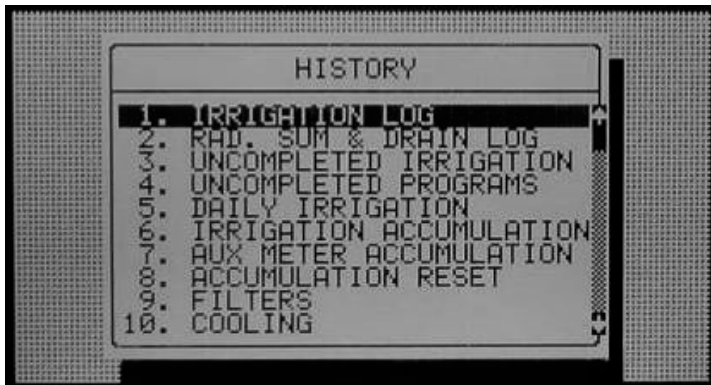 HISTORY
1. IRRIGATION LOG
2. RAD. SUM & DRAIN LOG
3. UNCOMPLETED IRRIGATION
4. UNCOMPLETED PROGRAMS
5. DAILY IRRIGATION
6. IRRIGATION ACCUMULATION
7. AUX METER ACCUMULATION
8. ACCUMULATION RESET
9. FILTERS
10. COOLING